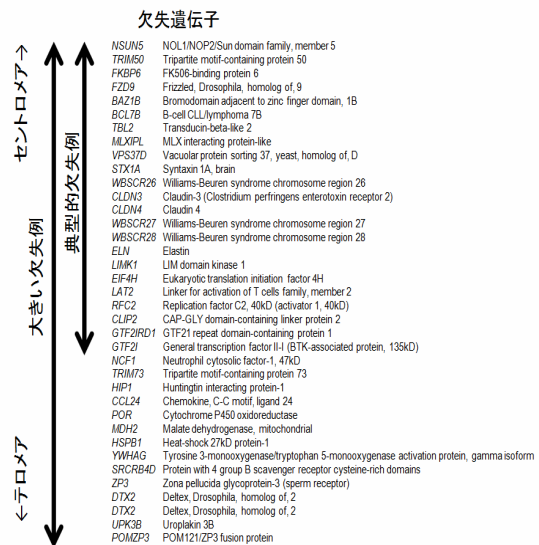 欠失遺伝子
セントロメア→
←テロメア
大きい欠失例
典型的欠失例
NSUN5 NOL1/NOP2/Sun domain family, member 5
TRIM50 Tripartite motif-containing protein 50
FKBP6 FK506-binding protein 6
FZD9 Frizzled, Drosophila, homolog of, 9
BAZ1B Bromodomain adjacent to zinc finger domain, 1B
BCL7B B-cell CLL/lymphoma 7B
TBL2 Transducin-beta-like 2
MLXIPL MLX interacting protein-like
VPS37D Vacuolar protein sorting 37, yeast, homolog of, D
STX1A Syntaxin 1A, brain
WBSCR26 Williams-Beuren syndrome chromosome region 26
CLDN3 Claudin-3 (Clostridium perfringens enterotoxin receptor 2)
CLDN4 Claudin 4
WBSCR27 Williams-Beuren syndrome chromosome region 27
WBSCR28 Williams-Beuren syndrome chromosome region 28
ELN Elastin
LIMK1 LIM domain kinase 1
EIF4H Eukaryotic translation initiation factor 4H
LAT2 Linker for activation of T cells family, member 2
RFC2 Replication factor C2, 40kD (activator 1, 40kD)
CLIP2 CAP-GLY domain-containing linker protein 2
GTF2IRD1 GTF21 repeat domain-containing protein 1
GTF2I General transcription factor II-I (BTK-associated protein, 135kD)
NCF1 Neutrophil cytosolic factor-1, 47kD
TRIM73 Tripartite motif-containing protein 73
HIP1 Huntingtin interacting protein-1
CCL24 Chemokine, C-C motif, ligand 24
POR Cytochrome P450 oxidoreductase
MDH2 Malate dehydrogenase, mitochondrial
HSPB1 Heat-shock 27kD protein-1
YWHAG Tyrosine 3-monooxygenase/tryptophan 5-monooxygenase activation protein, gamma isoform
SRCRB4D Protein with 4 group B scavenger receptor cysteine-rich domains
ZP3 Zona pellucida glycoprotein-3 (sperm receptor)
DTX2 Deltex, Drosophila, homolog of, 2
DTX2 Deltex, Drosophila, homolog of, 2
UPK3B Uroplakin 3B
POMZP3 POM121/ZP3 fusion protein